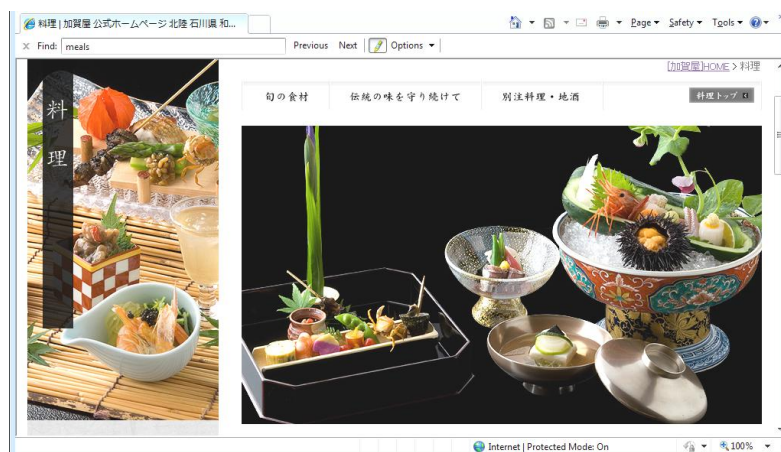 料理 | 加賀屋 公式ホームページ 北陸 石川県 和...
Page Safety Tools
Find: meals Previous Next Options
[加賀屋]HOME > 料理
料理
旬の食材 伝統の味を守り続けて 別注料理・地酒 料理トップ
Internet | Protected Mode: On 100%